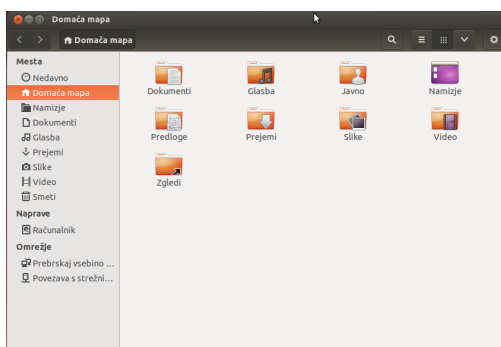 Domača mapa
Domača mapa
Mesta
Nedavno
Domača mapa
Namizje
Dokumenti
Glasba
Prejemi
Slike
Video
Smeti
Naprave
Računalnik
Omrežje
Prebrskaj vsebino ...
Povezava s strežni...
Dokumenti Glasba Javno Namizje
Predloge Prejemi Slike Video
Zgledi